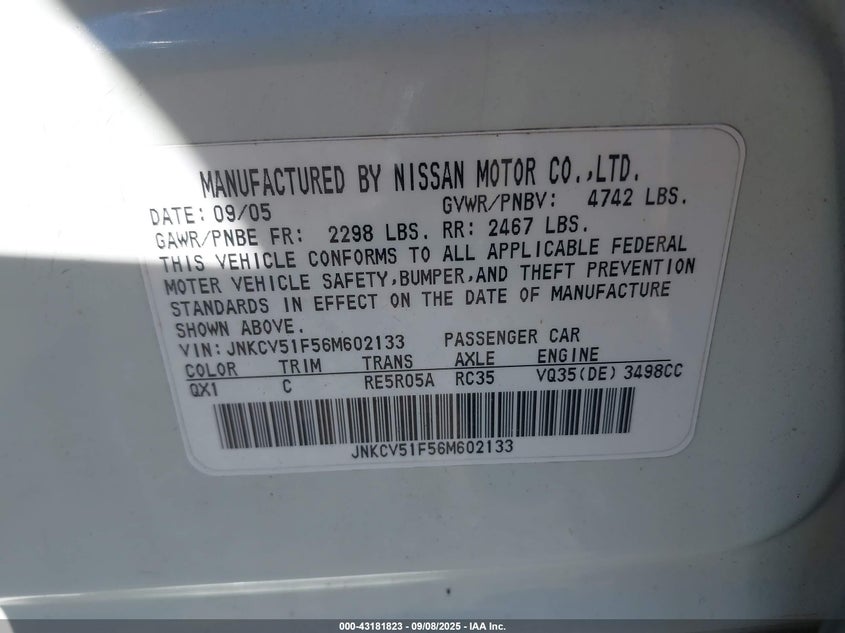 MANUFACTURED BY NISSAN MOTOR CO.,LTD.
DATE: 09/05 GVWR/PNBV: 4742 LBS.
GAWR/PNBE FR: 2298 LBS. RR: 2467 LBS.
THIS VEHICLE CONFORMS TO ALL APPLICABLE FEDERAL
MOTER VEHICLE SAFETY,BUMPER,AND THEFT PREVENTION
STANDARDS IN EFFECT ON THE DATE OF MANUFACTURE
SHOWN ABOVE.
VIN: JNKCV51F56M602133 PASSENGER CAR
COLOR TRIM TRANS AXLE ENGINE
QX1 C RE5R05A RC35 VQ35(DE) 3498CC
JNKCV51F56M602133
000-43181823 - 09/08/2025 - IAA Inc.